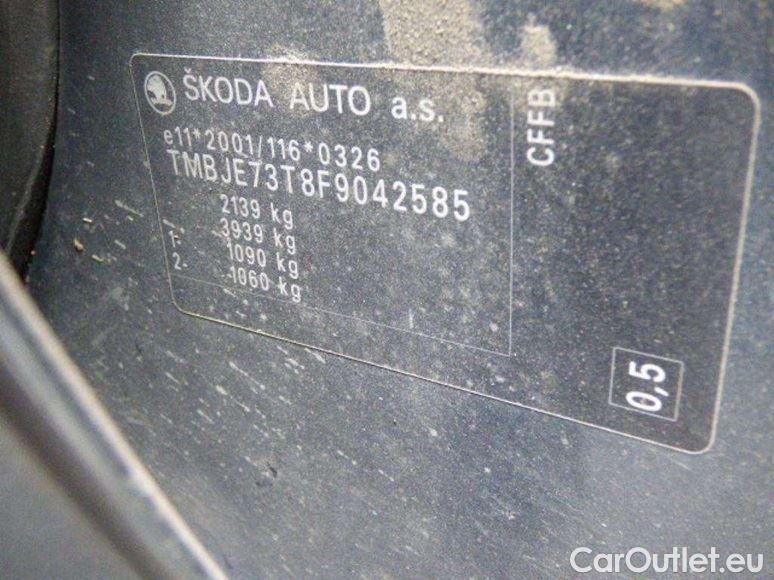 ŠKODA AUTO a.s.
e11*2001/116*0326
TMBJE73T8F9042585
2139 kg
3939 kg
1- 1090 kg
2- 1060 kg
CFFB
0,5
CarOutlet.eu